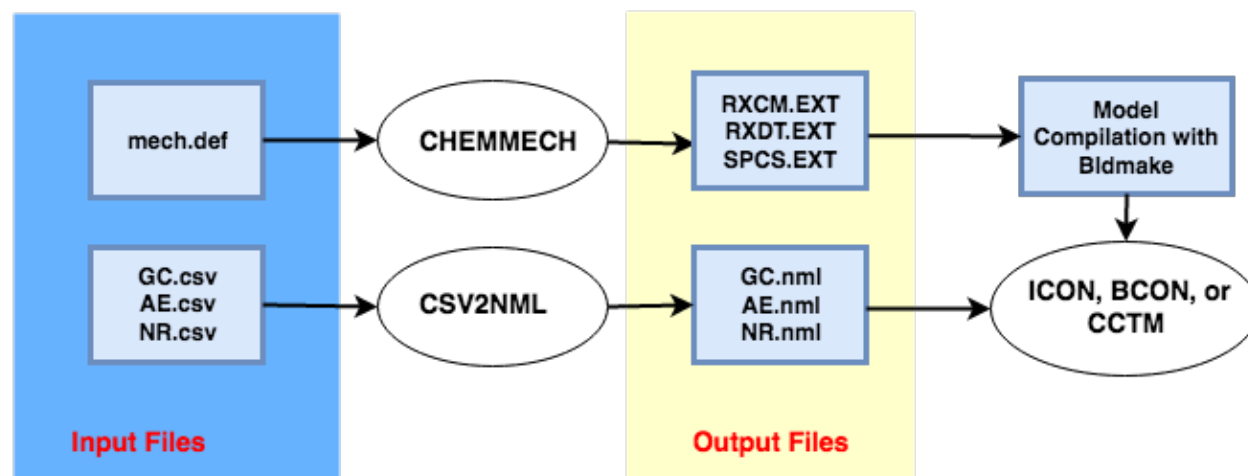 mech.def
CHEMMECH
RXCM.EXT
RXDT.EXT
SPCS.EXT
Model
Compilation with
Bldmake
GC.csv
AE.csv
NR.csv
CSV2NML
GC.nml
AE.nml
NR.nml
ICON, BCON, or
CCTM
Input Files
Output Files